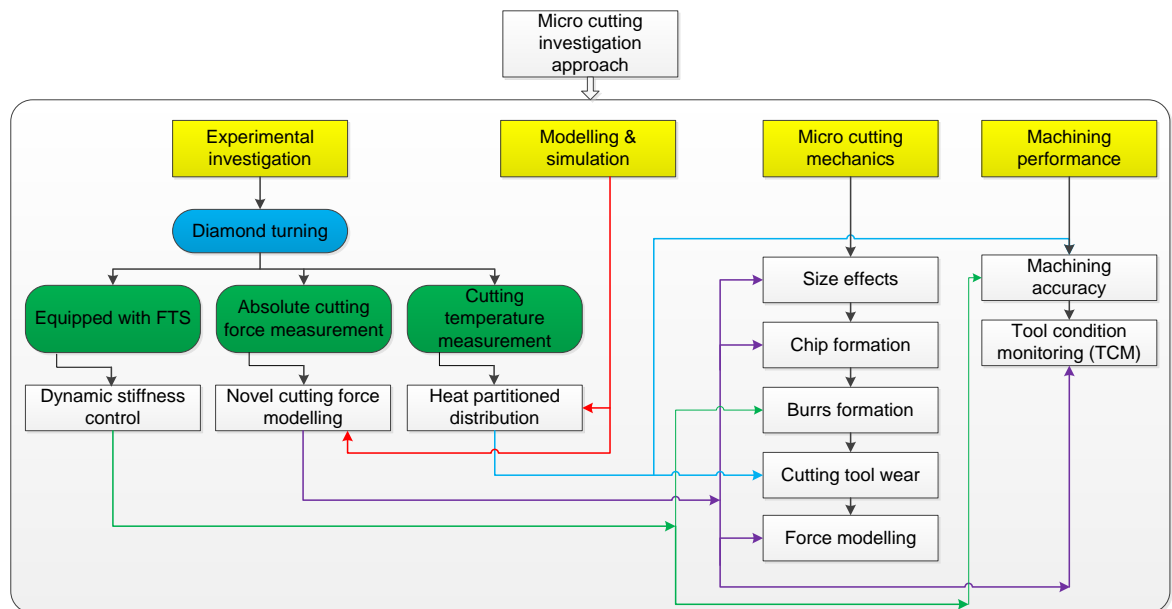 Micro cutting
investigation
approach
Experimental
investigation
Modelling &
simulation
Micro cutting
mechanics
Machining
performance
Diamond turning
Equipped with FTS
Absolute cutting
force measurement
Cutting
temperature
measurement
Dynamic stiffness
control
Novel cutting force
modelling
Heat partitioned
distribution
Size effects
Chip formation
Burrs formation
Cutting tool wear
Force modelling
Machining
accuracy
Tool condition
monitoring (TCM)